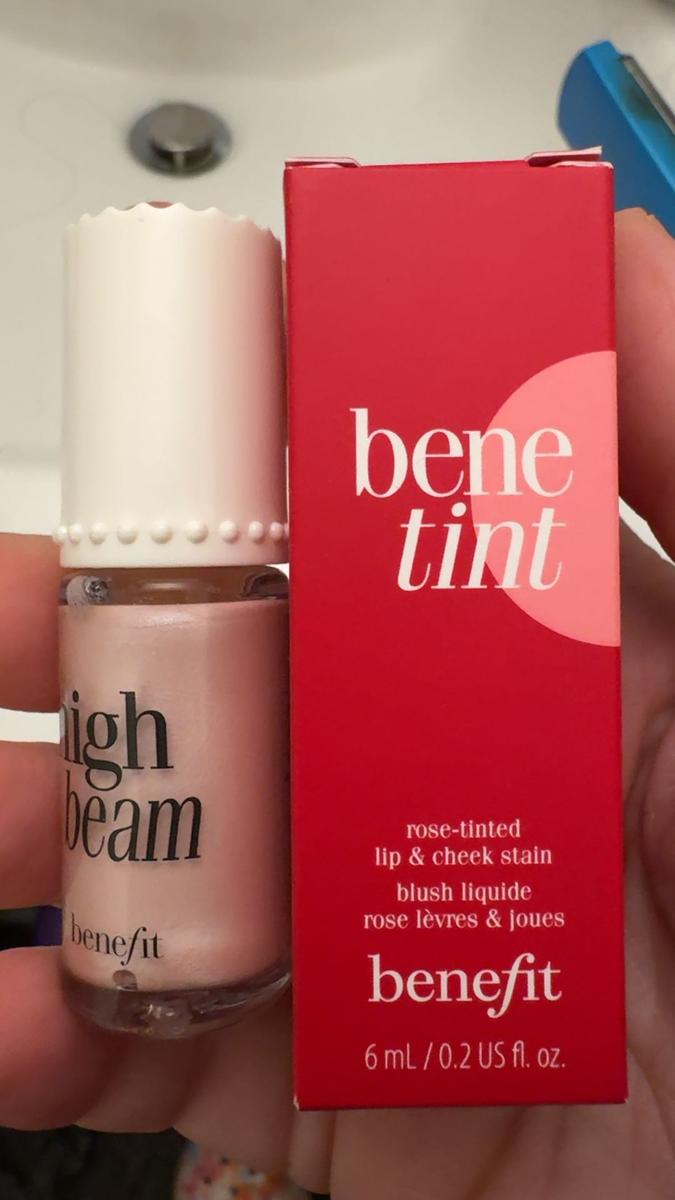 high
beam
benefit
bene
tint
rose-tinted
lip & cheek stain
blush liquide
rose lèvres & joues
benefit
6 mL / 0.2 US fl. oz.